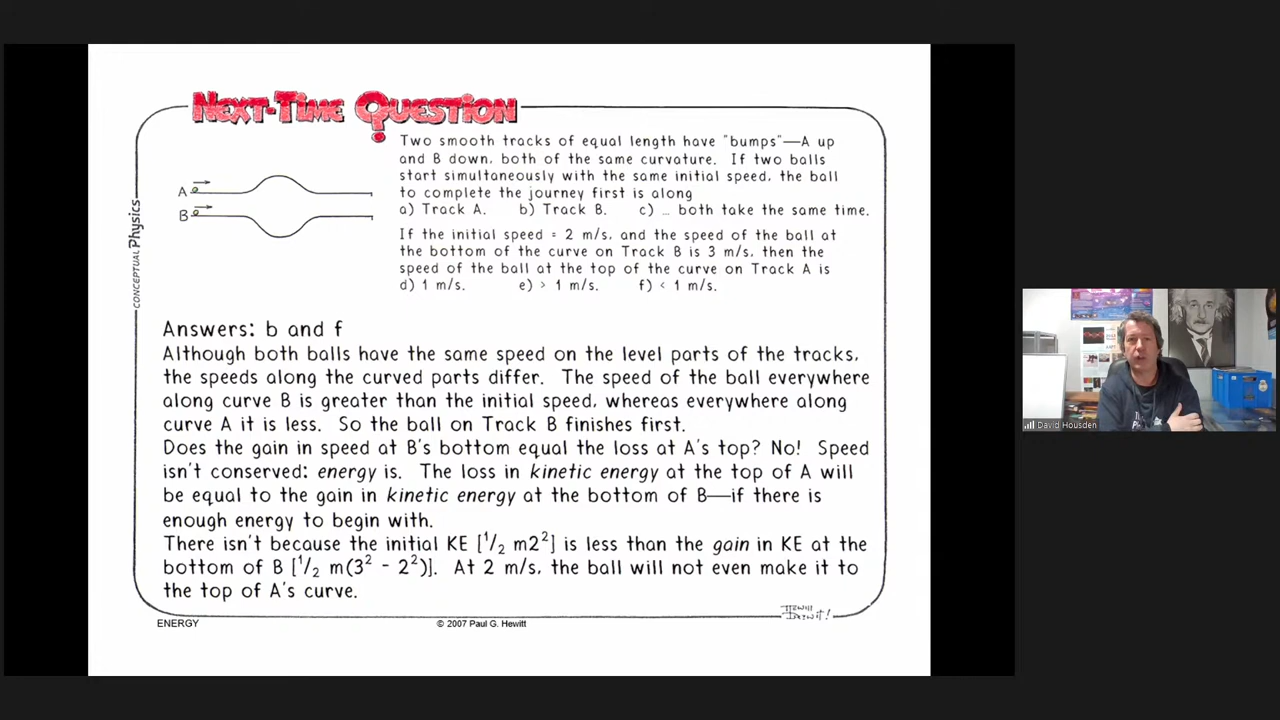 NEXT-TIME QUESTION
Two smooth tracks of equal length have "bumps"—A up
and B down, both of the same curvature. If two balls
start simultaneously with the same initial speed, the ball
to complete the journey first is along
a) Track A. b) Track B. c) … both take the same time.
If the initial speed = 2 m/s, and the speed of the ball at
the bottom of the curve on Track B is 3 m/s, then the
speed of the ball at the top of the curve on Track A is
d) 1 m/s. e) > 1 m/s. f) < 1 m/s.
A
B
CONCEPTUAL Physics
Answers: b and f
Although both balls have the same speed on the level parts of the tracks,
the speeds along the curved parts differ. The speed of the ball everywhere
along curve B is greater than the initial speed, whereas everywhere along
curve A it is less. So the ball on Track B finishes first.
Does the gain in speed at B's bottom equal the loss at A's top? No! Speed
isn't conserved: energy is. The loss in kinetic energy at the top of A will
be equal to the gain in kinetic energy at the bottom of B—if there is
enough energy to begin with.
There isn't because the initial KE [1/2 m2²] is less than the gain in KE at the
bottom of B [1/2 m(3² - 2²)]. At 2 m/s, the ball will not even make it to
the top of A's curve.
ENERGY
© 2007 Paul G. Hewitt
David Housden